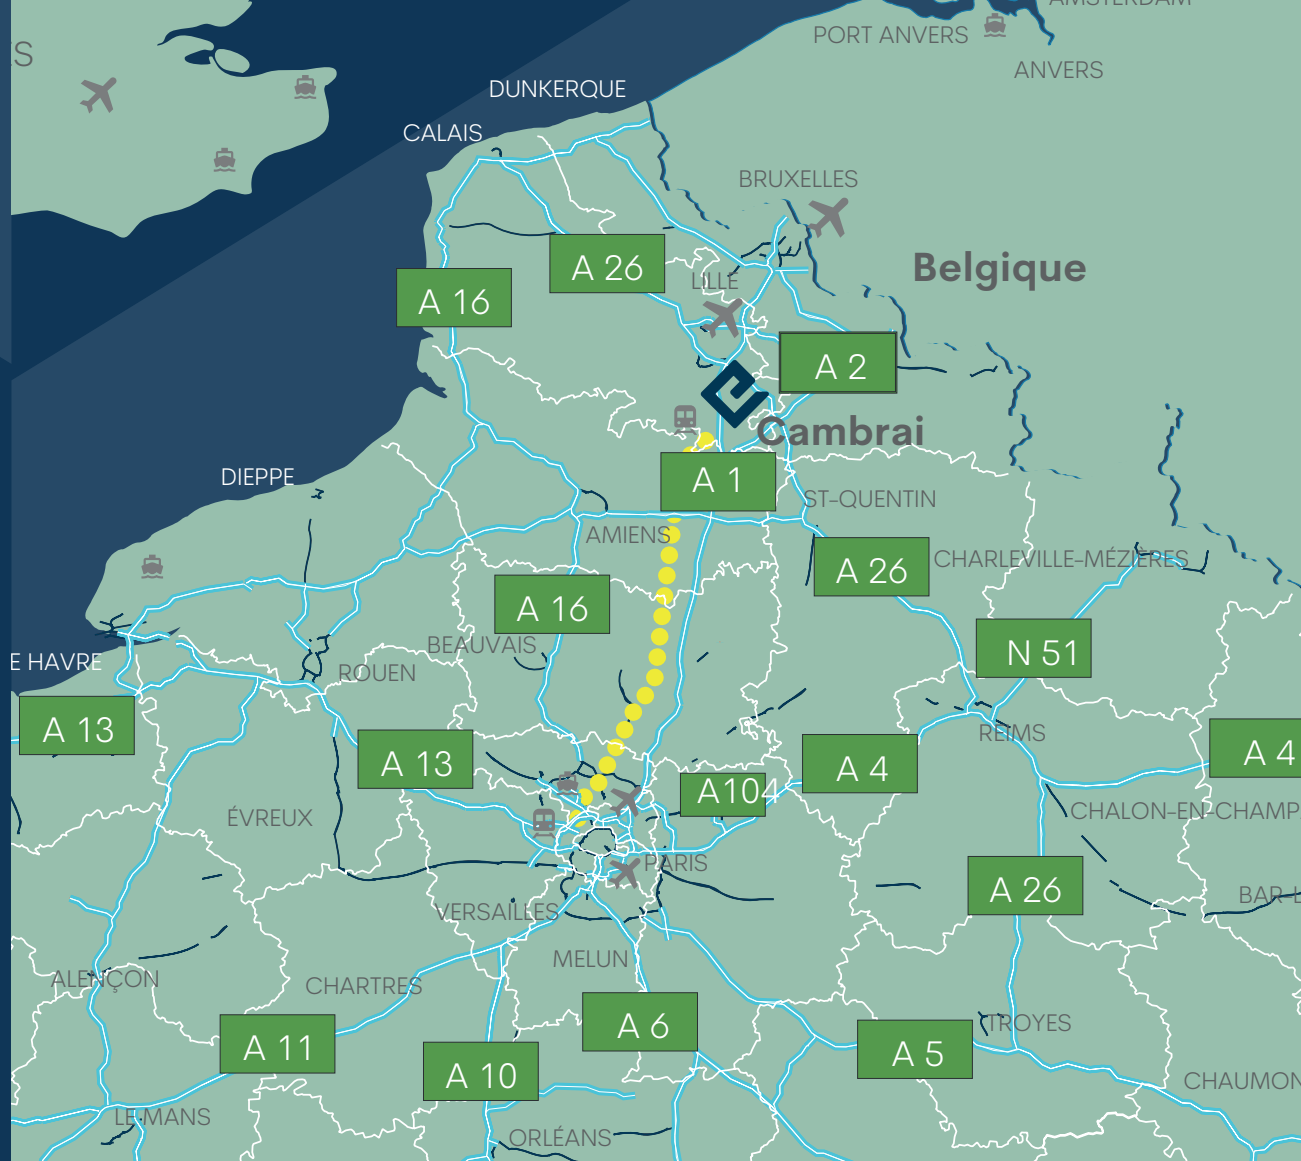 AMSTERDAM
S
PORT ANVERS
ANVERS
DUNKERQUE
CALAIS
BRUXELLES
Belgique
A 26
LILLE
A 16
A 2
Cambrai
DIEPPE
A 1
ST-QUENTIN
AMIENS
A 26
CHARLEVILLE-MÉZIÈRES
A 16
BEAUVAIS
N 51
E HAVRE
ROUEN
A 13
REIMS
A 4
A 13
A 4
A104
ÉVREUX
CHALON-EN-CHAMP
PARIS
A 26
BAR-L
VERSAILLES
MELUN
ALENÇON
CHARTRES
A 6
TROYES
A 11
A 5
A 10
CHAUMON
LE MANS
ORLÉANS